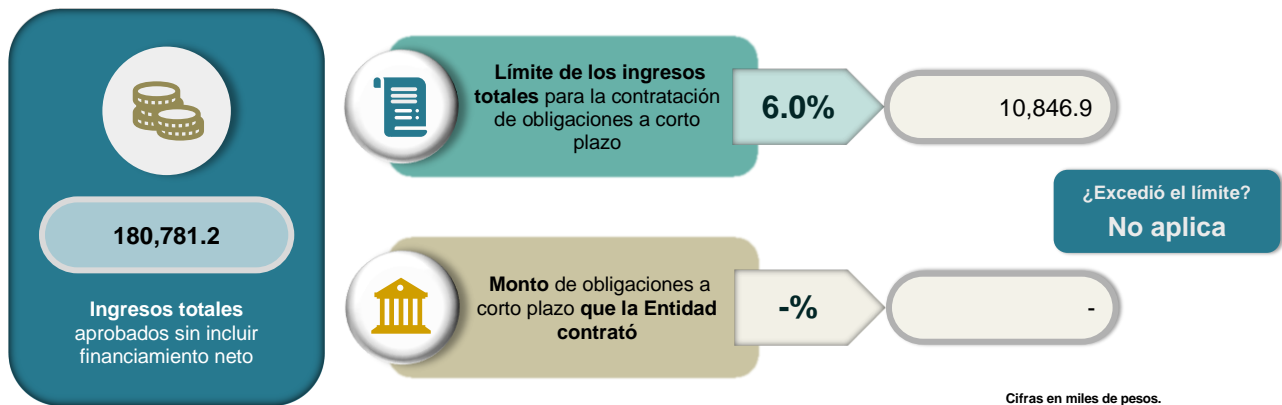 180,781.2
Ingresos totales
aprobados sin incluir
financiamiento neto
Límite de los ingresos
totales para la contratación
de obligaciones a corto
plazo
6.0%
10,846.9
Monto de obligaciones a
corto plazo que la Entidad
contrató
-%
-
¿Excedió el límite?
No aplica
Cifras en miles de pesos.